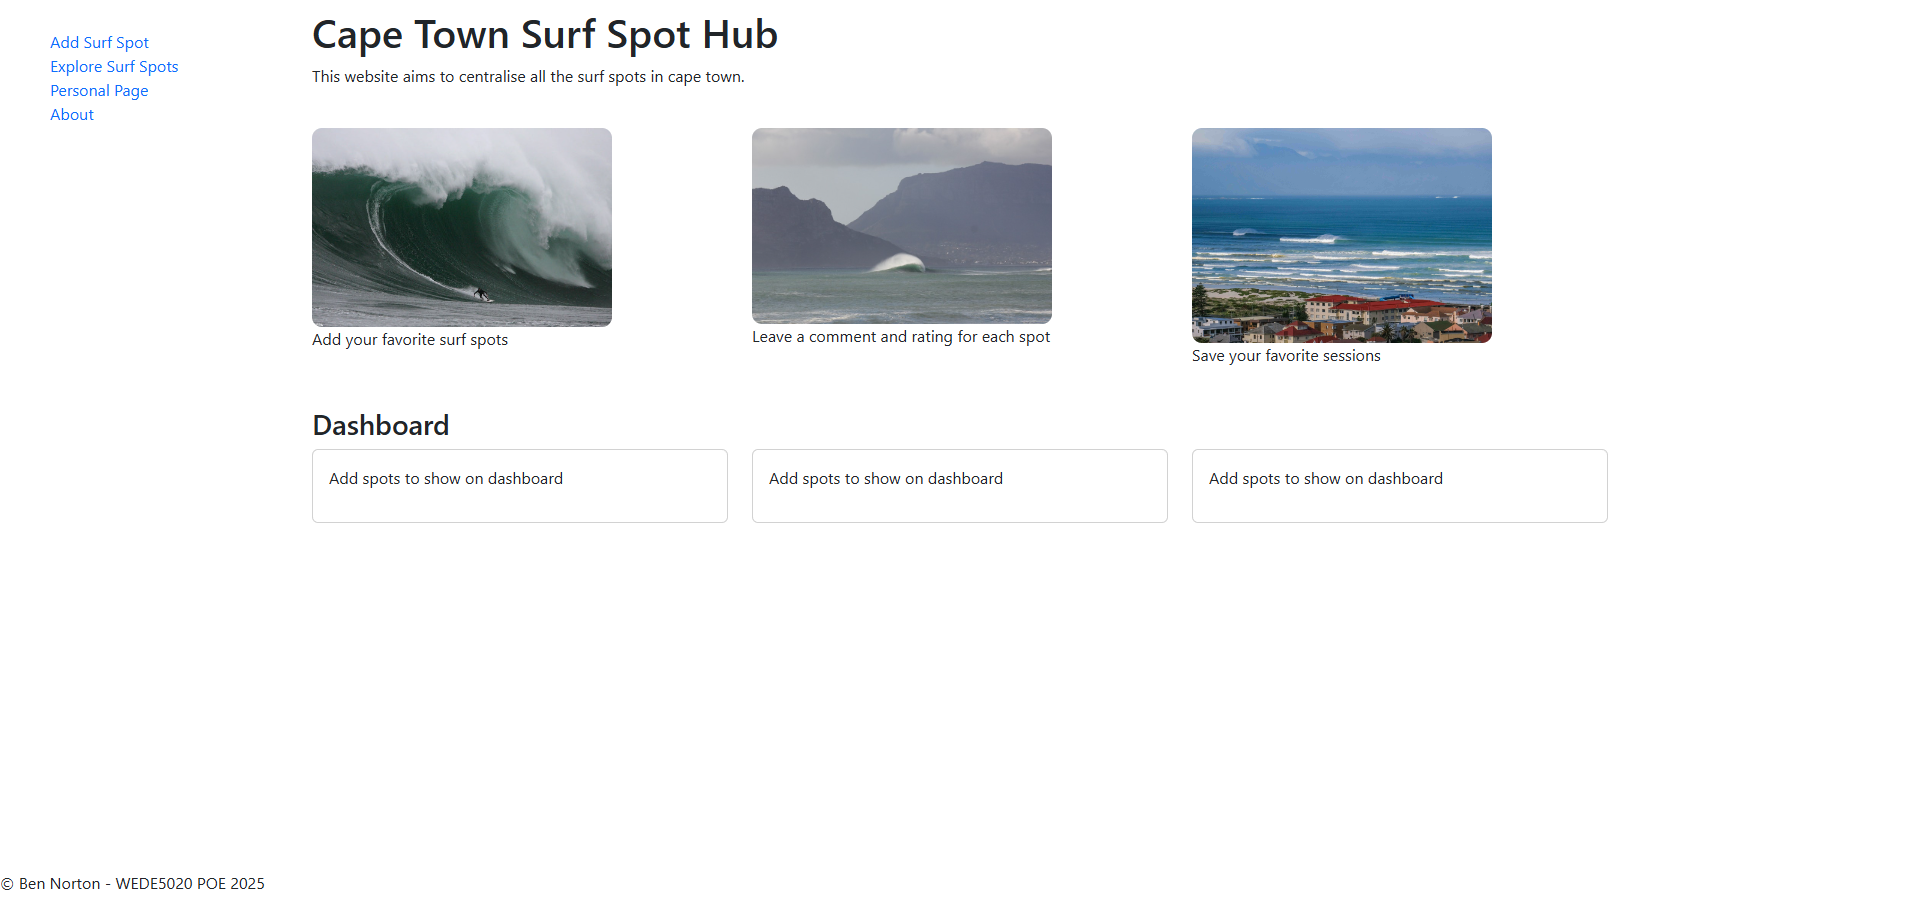 Add Surf Spot
Explore Surf Spots
Personal Page
About
Cape Town Surf Spot Hub
This website aims to centralise all the surf spots in cape town.
Add your favorite surf spots
Leave a comment and rating for each spot
Save your favorite sessions
Dashboard
Add spots to show on dashboard
Add spots to show on dashboard
Add spots to show on dashboard
© Ben Norton - WEDE5020 POE 2025